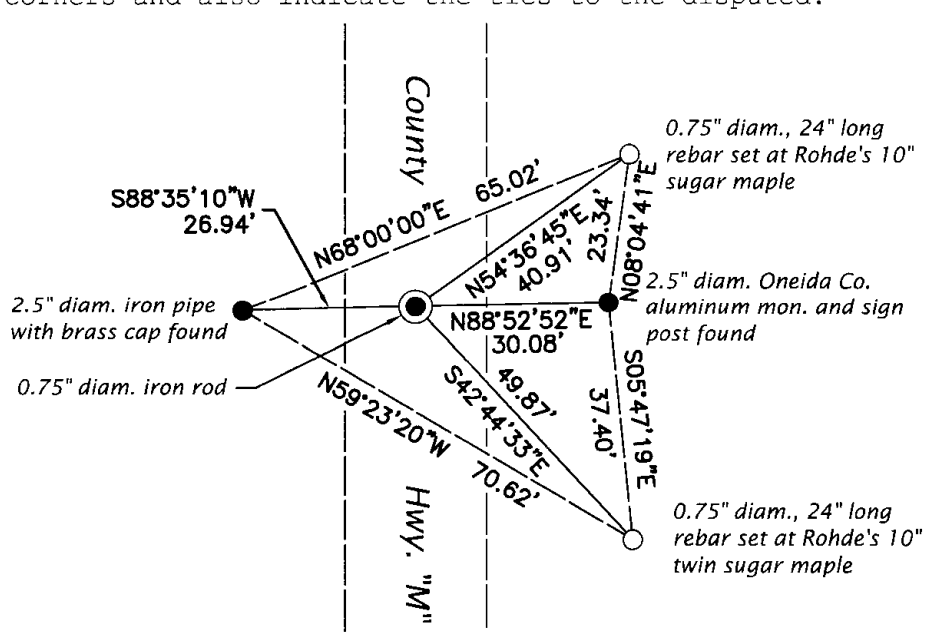 corners and also indicate the ties to the disputed.
County
0.75" diam., 24" long
rebar set at Rohde's 10"
sugar maple
S88°35'10"W
26.94'
N68°00'00"E 65.02'
N54°36'45"E
40.91'
23.34'
N08°04'41"E
2.5" diam. iron pipe
with brass cap found
2.5" diam. Oneida Co.
aluminum mon. and sign
post found
N88°52'52"E
30.08'
0.75" diam. iron rod
N59°23'20"W
70.62'
49.87'
S42°44'33"E
37.40'
S05°47'19"E
Hwy. "M"
0.75" diam., 24" long
rebar set at Rohde's 10"
twin sugar maple